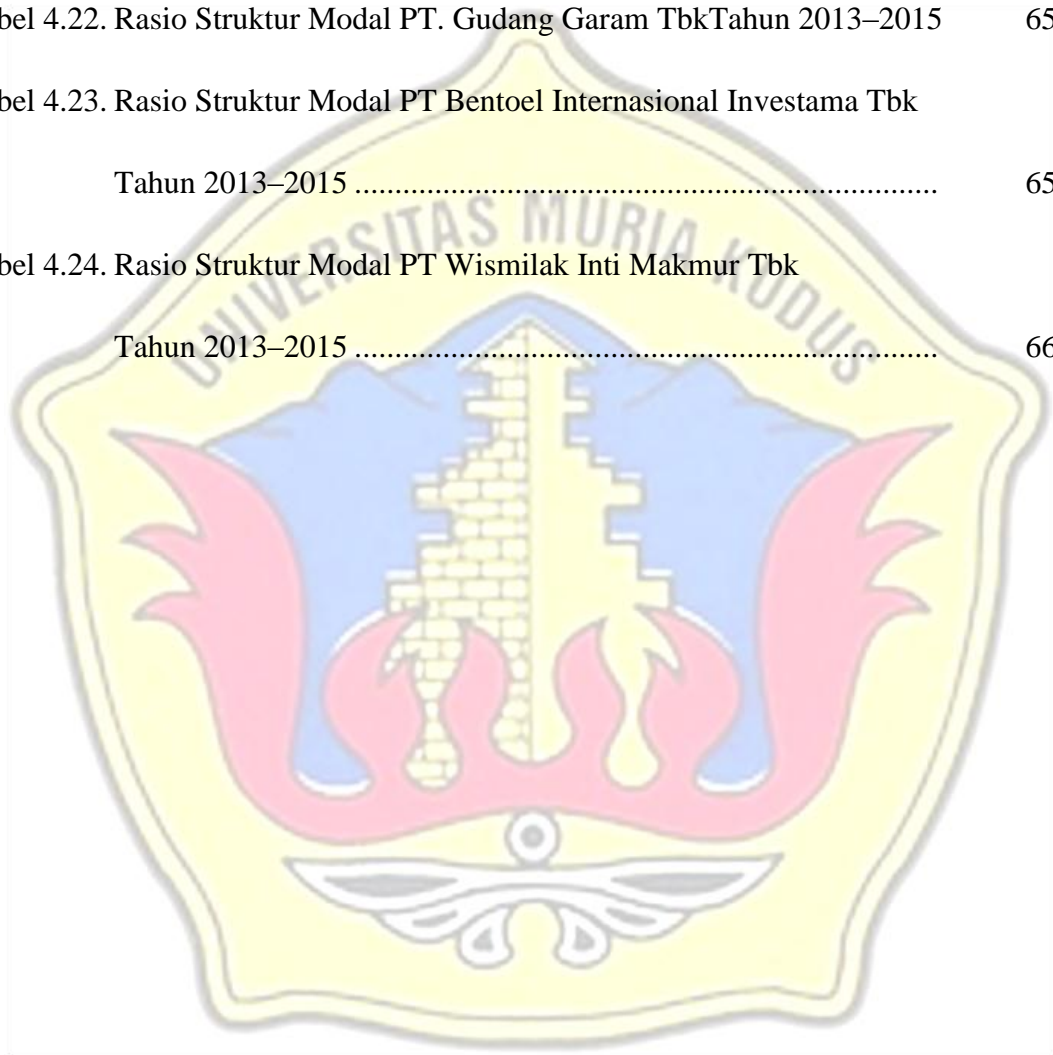 bel 4.22. Rasio Struktur Modal PT. Gudang Garam TbkTahun 2013–2015 65
bel 4.23. Rasio Struktur Modal PT Bentoel Internasional Investama Tbk
Tahun 2013–2015 ......................................................................... 65
bel 4.24. Rasio Struktur Modal PT Wismilak Inti Makmur Tbk
Tahun 2013–2015 ......................................................................... 66
UNIVERSITAS MURIA KUDUS